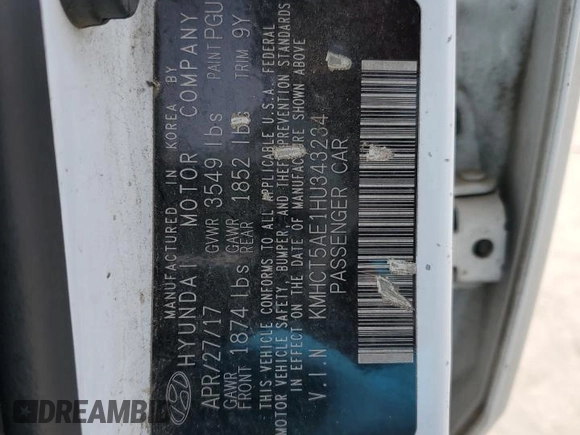 MANUFACTURED IN KOREA BY
HYUNDAI MOTOR COMPANY
APR/27/17 GVWR 3549 lbs PAINT PGU
GAWR FRONT 1874 lbs GAWR REAR 1852 lbs TRIM 9Y
THIS VEHICLE CONFORMS TO ALL APPLICABLE U.S.A. FEDERAL
MOTOR VEHICLE SAFETY, BUMPER, AND THEFT PREVENTION STANDARDS
IN EFFECT ON THE DATE OF MANUFACTURE SHOWN ABOVE
V.I.N KMHCT5AE1HU343234
PASSENGER CAR
DREAMBID